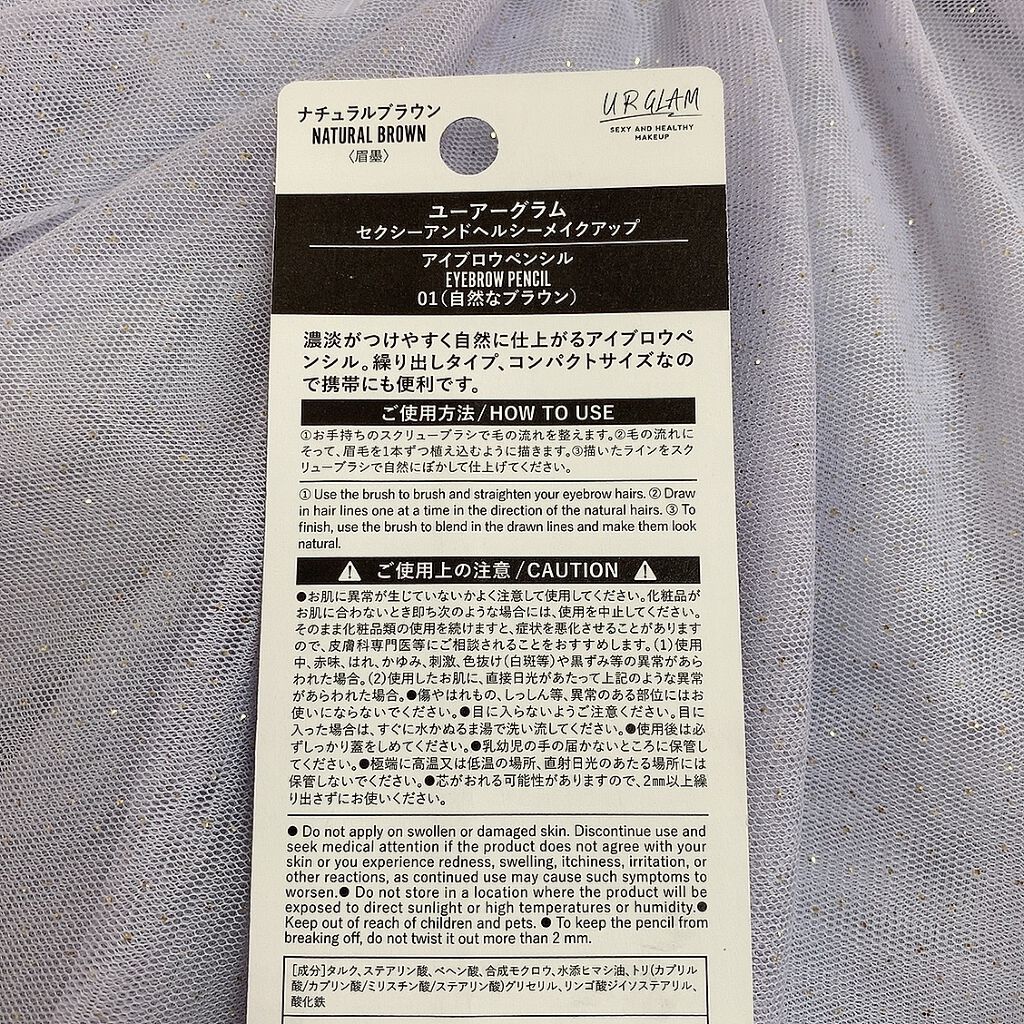 ナチュラルブラウン
NATURAL BROWN
〈眉墨〉
UR GLAM
SEXY AND HEALTHY
MAKEUP
ユーアーグラム
セクシーアンドヘルシーメイクアップ
アイブロウペンシル
EYEBROW PENCIL
01(自然なブラウン)
濃淡がつけやすく自然に仕上がるアイブロウペ
ンシル。繰り出しタイプ、コンパクトサイズなの
で携帯にも便利です。
ご使用方法/HOW TO USE
①お手持ちのスクリューブラシで毛の流れを整えます。②毛の流れに
そって、眉毛を1本ずつ植え込むように描きます。③描いたラインをスク
リューブラシで自然にぼかして仕上げてください。
① Use the brush to brush and straighten your eyebrow hairs. ② Draw
in hair lines one at a time in the direction of the natural hairs. ③ To
finish, use the brush to blend in the drawn lines and make them look
natural.
ご使用上の注意/CAUTION
●お肌に異常が生じていないかよく注意して使用してください。化粧品が
お肌に合わないとき即ち次のような場合には、使用を中止してください。
そのまま化粧品類の使用を続けますと、症状を悪化させることがあります
ので、皮膚科専門医等にご相談されることをおすすめします。(1)使用
中、赤味、はれ、かゆみ、刺激、色抜け(白斑等)や黒ずみ等の異常があら
われた場合。(2)使用したお肌に、直接日光があたって上記のような異常
があらわれた場合。●傷やはれもの、しっしん等、異常のある部位にはお
使いにならないでください。●目に入らないようご注意ください。目に
入った場合は、すぐに水かぬるま湯で洗い流してください。●使用後は必
ずしっかり蓋をしめてください。●乳幼児の手の届かないところに保管し
てください。●極端に高温又は低温の場所、直射日光のあたる場所には
保管しないでください。●芯がおれる可能性がありますので、2mm以上繰
り出さずにお使いください。
● Do not apply on swollen or damaged skin. Discontinue use and
seek medical attention if the product does not agree with your
skin or you experience redness, swelling, itchiness, irritation, or
other reactions, as continued use may cause such symptoms to
worsen.● Do not store in a location where the product will be
exposed to direct sunlight or high temperatures or humidity.●
Keep out of reach of children and pets. ● To keep the pencil from
breaking off, do not twist it out more than 2 mm.
[成分]タルク、ステアリン酸、ベヘン酸、合成モクロウ、水添ヒマシ油、トリ(カプリル
酸/カプリン酸/ミリスチン酸/ステアリン酸)グリセリル、リンゴ酸ジイソステアリル、
酸化鉄